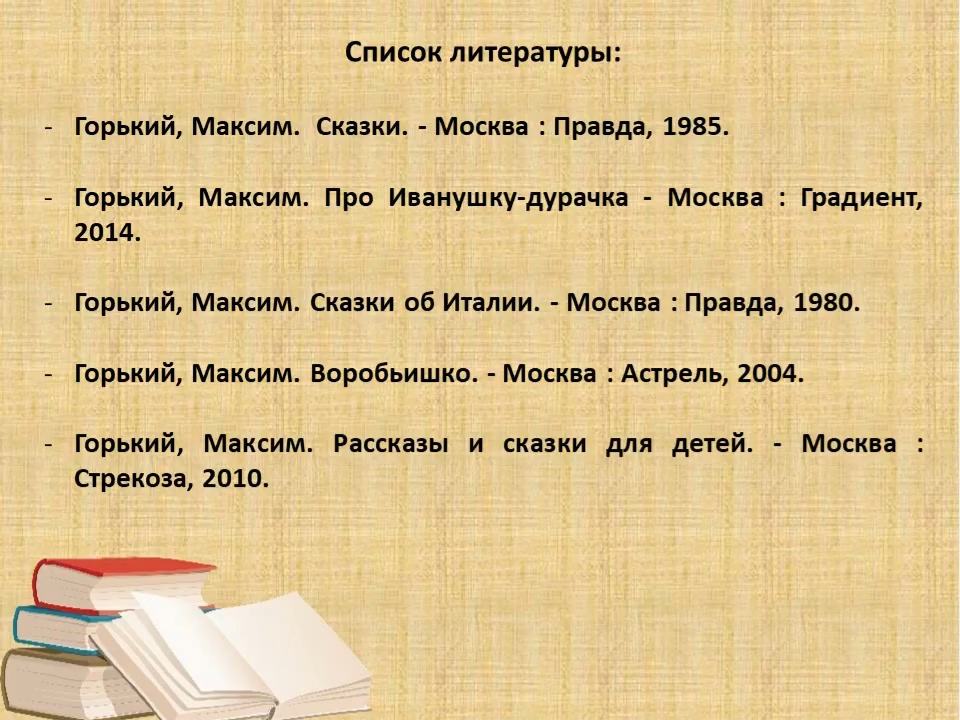 Список литературы:
- Горький, Максим.  Сказки. - Москва : Правда, 1985.
- Горький, Максим. Про Иванушку-дурачка - Москва : Градиент,
2014.
- Горький, Максим. Сказки об Италии. - Москва : Правда, 1980.
- Горький, Максим. Воробьишко. - Москва : Астрель, 2004.
- Горький, Максим. Рассказы и сказки для детей. - Москва :
Стрекоза, 2010.